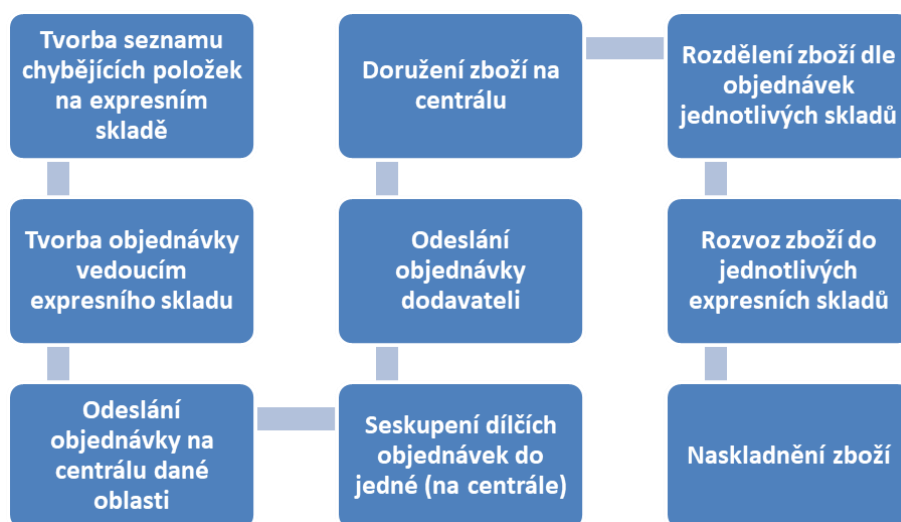 Tvorba seznamu
chybějících položek
na expresním
skladě
Tvorba objednávky
vedoucím
expresního skladu
Odeslání
objednávky na
centrálu dané
oblasti
Seskupení dílčích
objednávek do
jedné (na centrále)
Odeslání
objednávky
dodavateli
Doružení zboží na
centrálu
Rozdělení zboží dle
objednávek
jednotlivých skladů
Rozvoz zboží do
jednotlivých
expresních skladů
Naskladnění zboží